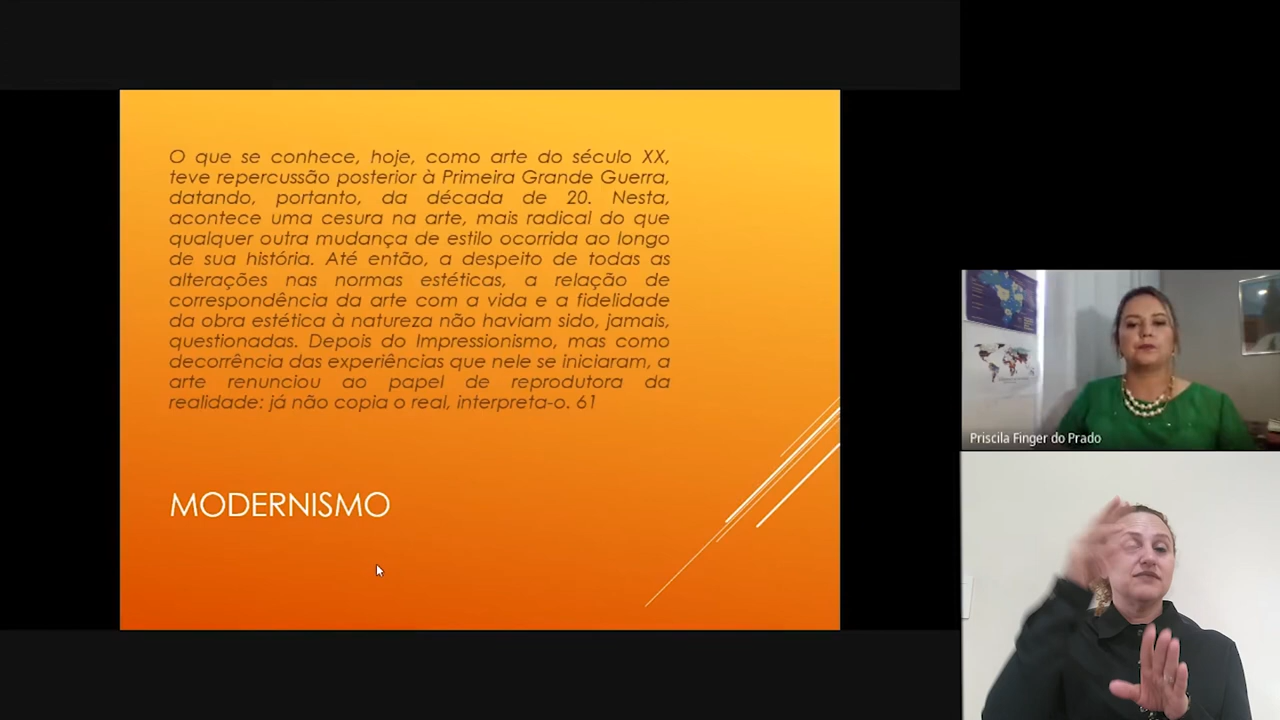 O que se conhece, hoje, como arte do século XX,
teve repercussão posterior à Primeira Grande Guerra,
datando, portanto, da década de 20. Nesta,
acontece uma cesura na arte, mais radical do que
qualquer outra mudança de estilo ocorrida ao longo
de sua história. Até então, a despeito de todas as
alterações nas normas estéticas, a relação de
correspondência da arte com a vida e a fidelidade
da obra estética à natureza não haviam sido, jamais,
questionadas. Depois do Impressionismo, mas como
decorrência das experiências que nele se iniciaram, a
arte renunciou ao papel de reprodutora da
realidade: já não copia o real, interpreta-o. 61
MODERNISMO
Priscila Finger do Prado